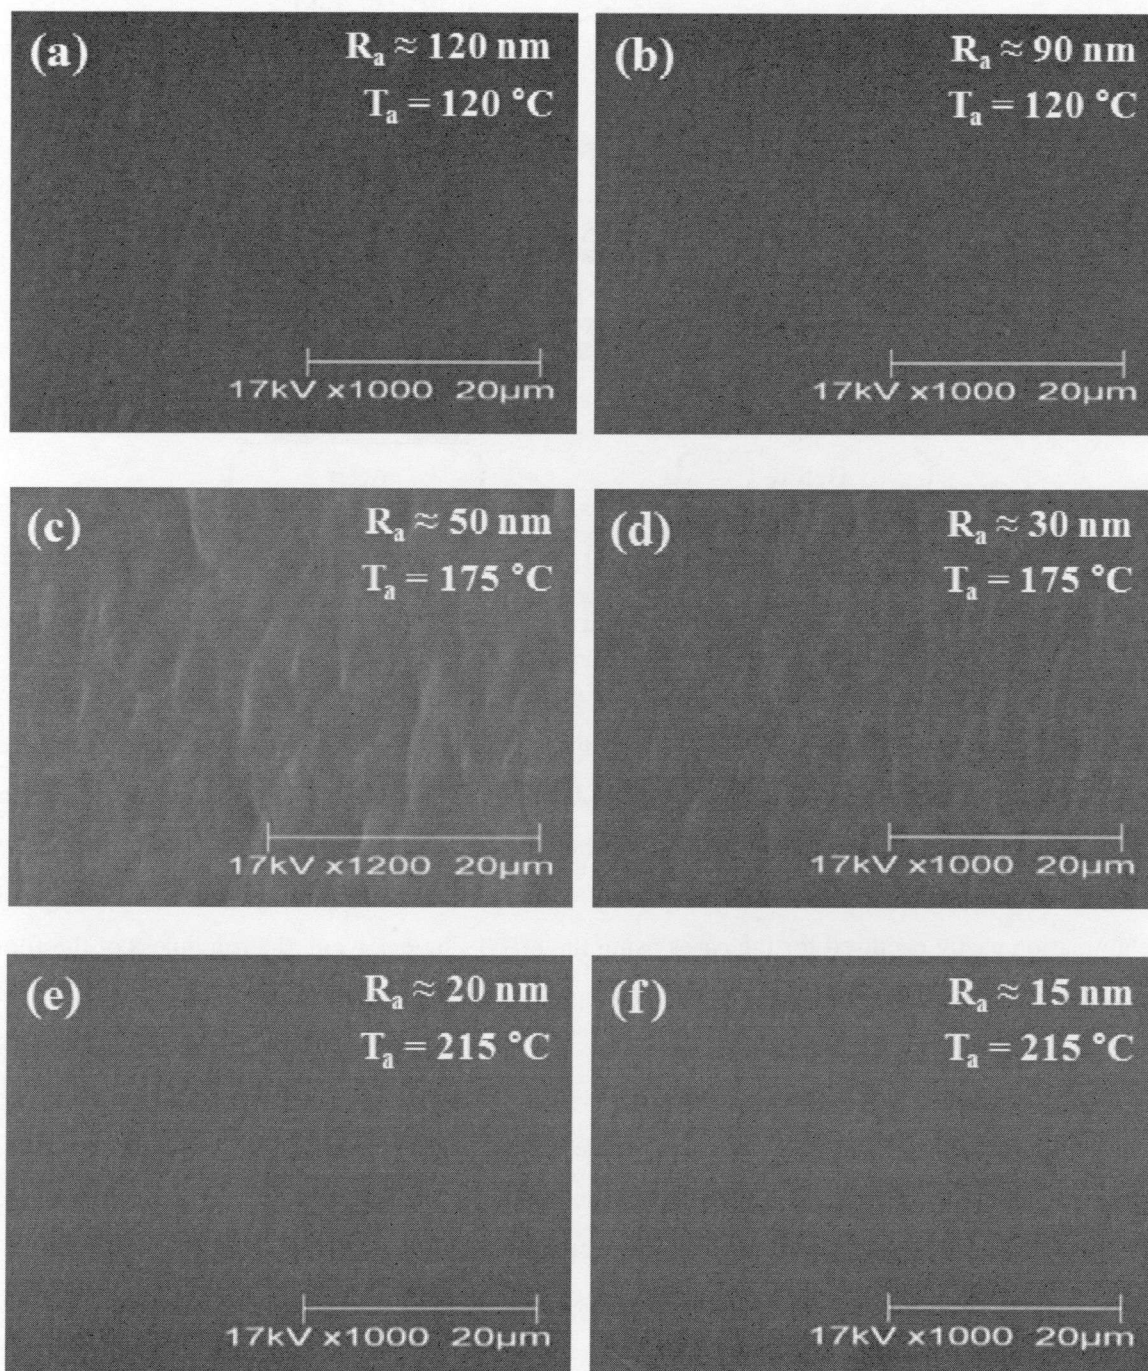 (a)
Rₐ ≈ 120 nm
Tₐ = 120 °C
17kV x1000 20µm
(b)
Rₐ ≈ 90 nm
Tₐ = 120 °C
17kV x1000 20µm
(c)
Rₐ ≈ 50 nm
Tₐ = 175 °C
17kV x1200 20µm
(d)
Rₐ ≈ 30 nm
Tₐ = 175 °C
17kV x1000 20µm
(e)
Rₐ ≈ 20 nm
Tₐ = 215 °C
17kV x1000 20µm
(f)
Rₐ ≈ 15 nm
Tₐ = 215 °C
17kV x1000 20µm